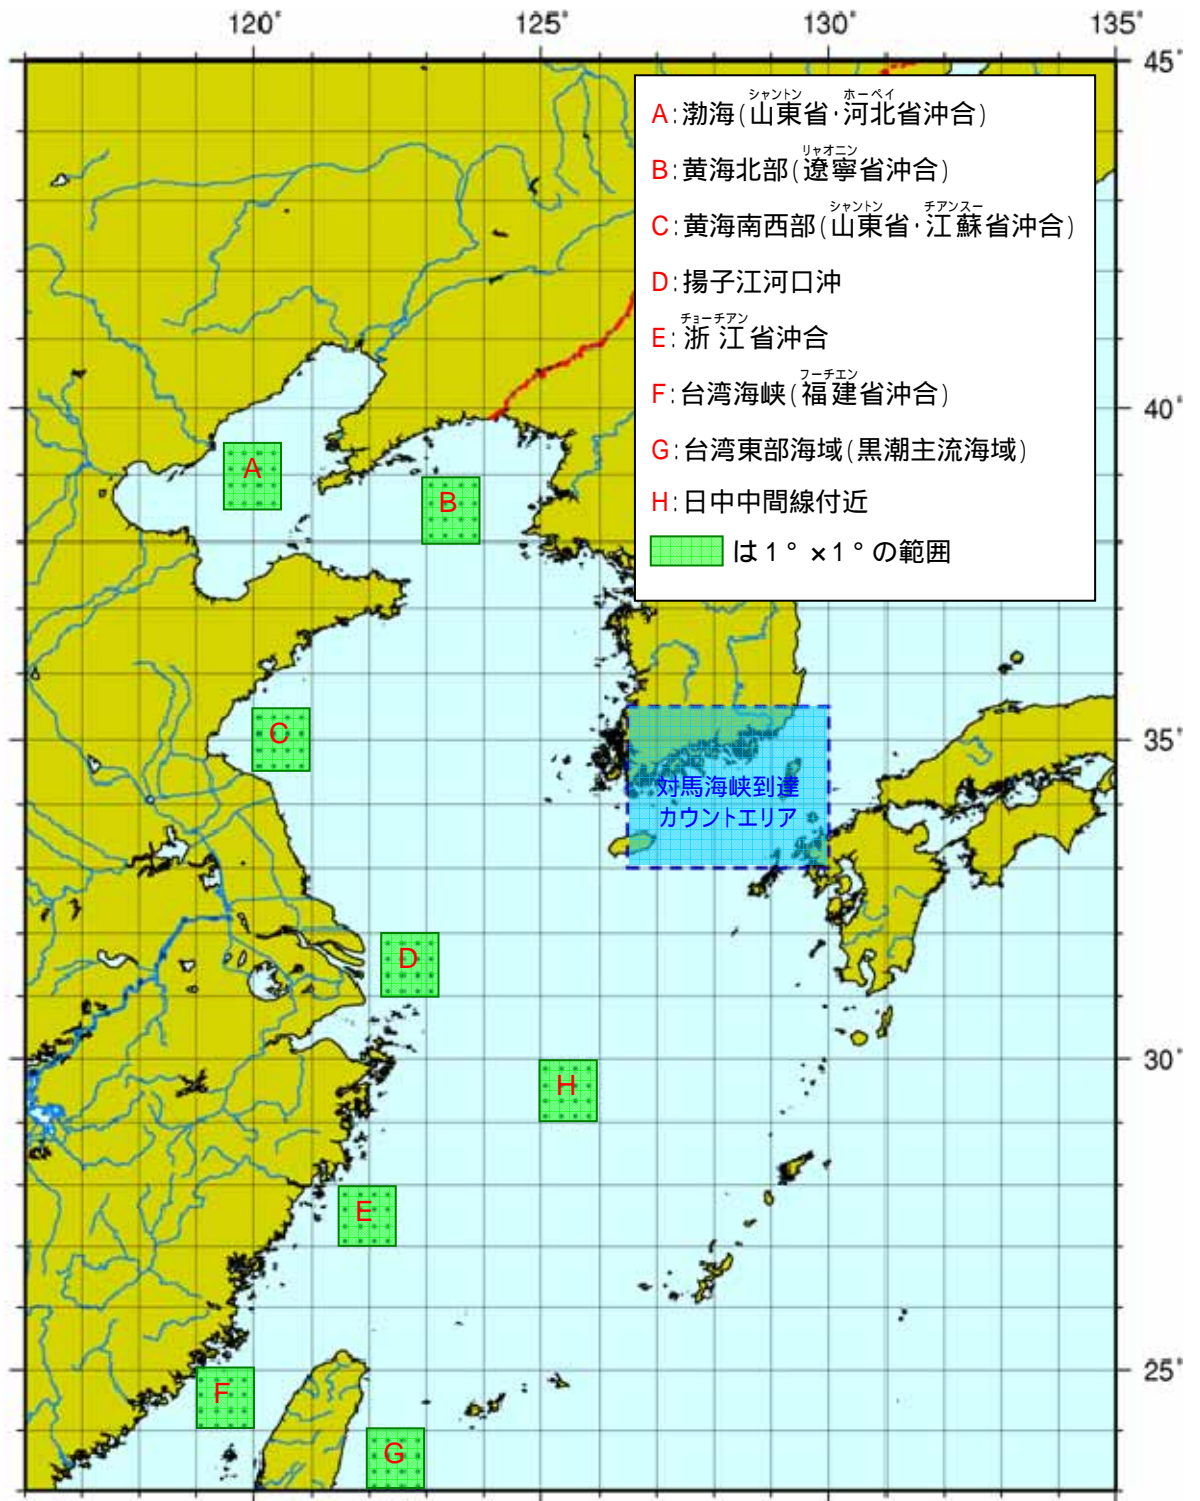 120° 125° 130° 135°
45°
シャントン ホーペイ
A:渤海(山東省・河北省沖合)
リャオニン
B:黄海北部(遼寧省沖合)
シャントン チアンスー
C:黄海南西部(山東省・江蘇省沖合)
D:揚子江河口沖
チョーチアン
E:浙江省沖合
フーチエン
F:台湾海峡(福建省沖合)
G:台湾東部海域(黒潮主流海域)
H:日中中間線付近
は1°×1°の範囲
40°
A
B
35°
C
対馬海峡到達
カウントエリア
D
30°
H
E
25°
F
G